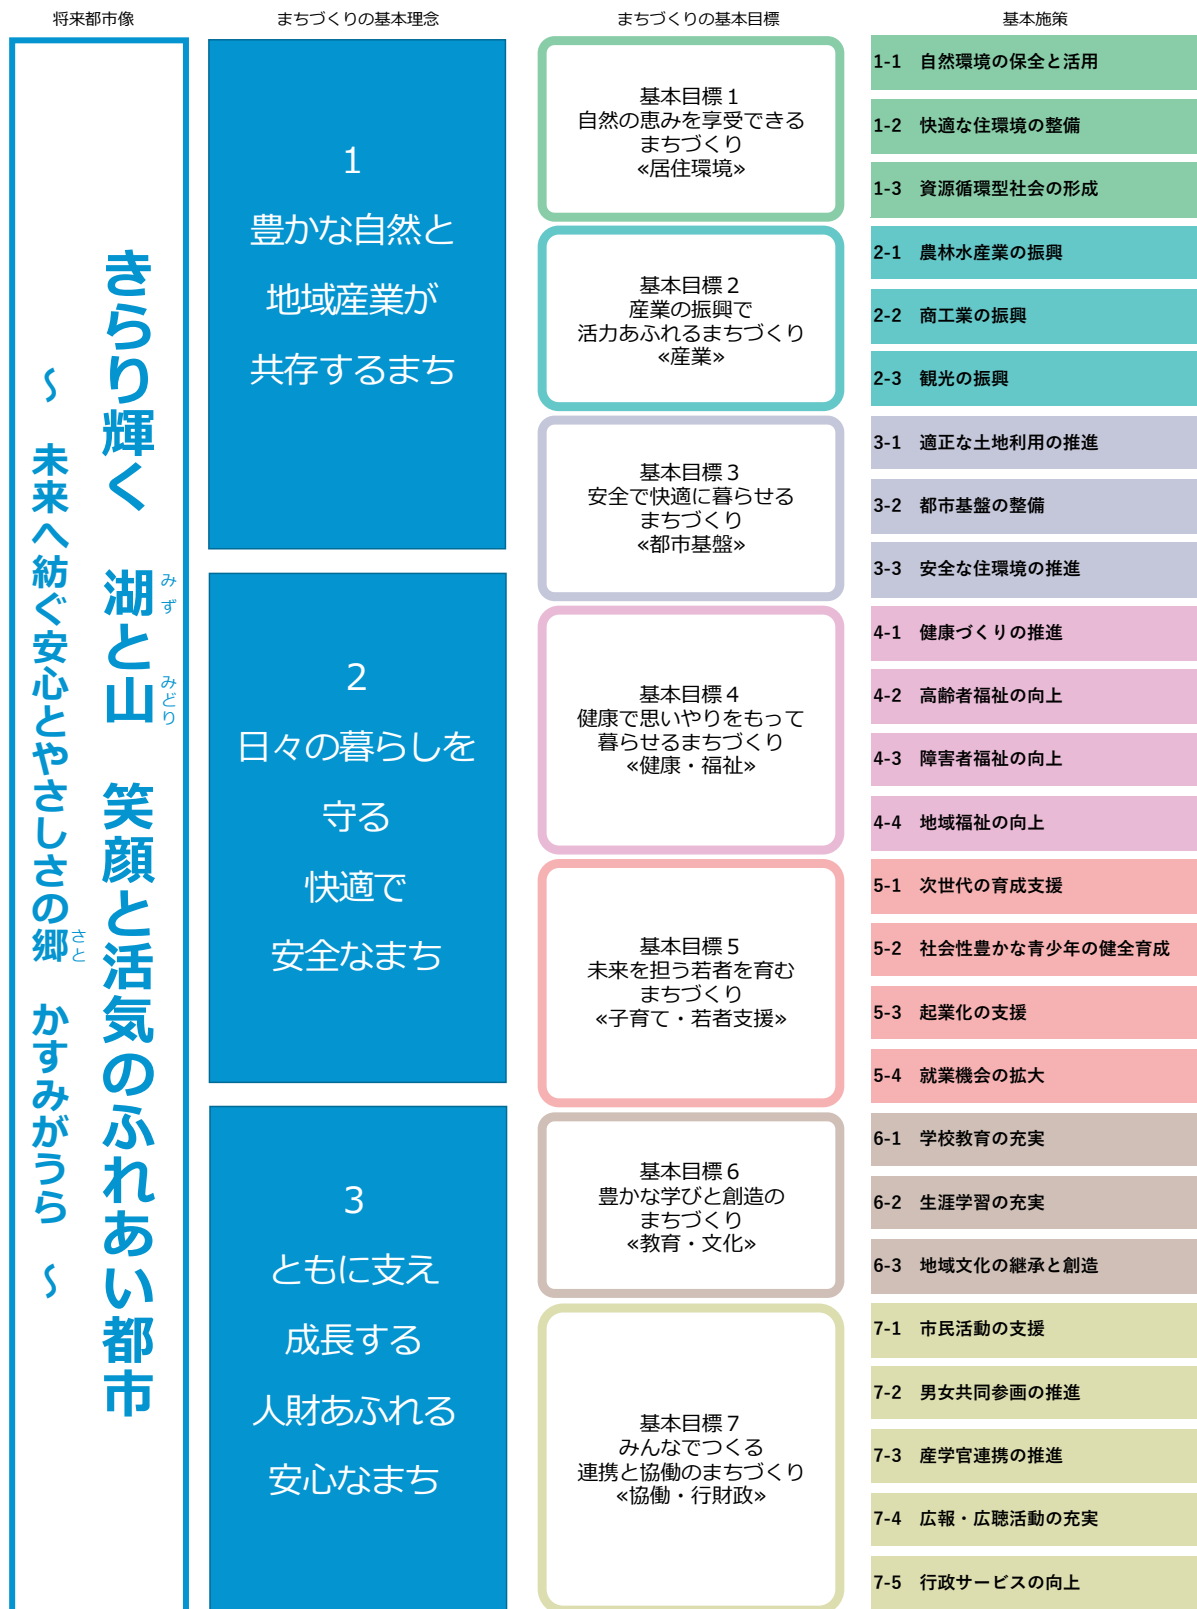 将来都市像
まちづくりの基本理念
まちづくりの基本目標
基本施策
きらり輝く　湖と山　笑顔と活気のふれあい都市
みず
みどり
～　未来へ紡ぐ安心とやさしさの郷　かすみがうら　～
さと
1
豊かな自然と
地域産業が
共存するまち
2
日々の暮らしを
守る
快適で
安全なまち
3
ともに支え
成長する
人財あふれる
安心なまち
基本目標１
自然の恵みを享受できる
まちづくり
«居住環境»
基本目標２
産業の振興で
活力あふれるまちづくり
«産業»
基本目標３
安全で快適に暮らせる
まちづくり
«都市基盤»
基本目標４
健康で思いやりをもって
暮らせるまちづくり
«健康・福祉»
基本目標５
未来を担う若者を育む
まちづくり
«子育て・若者支援»
基本目標６
豊かな学びと創造の
まちづくり
«教育・文化»
基本目標７
みんなでつくる
連携と協働のまちづくり
«協働・行財政»
1-1　自然環境の保全と活用
1-2　快適な住環境の整備
1-3　資源循環型社会の形成
2-1　農林水産業の振興
2-2　商工業の振興
2-3　観光の振興
3-1　適正な土地利用の推進
3-2　都市基盤の整備
3-3　安全な住環境の推進
4-1　健康づくりの推進
4-2　高齢者福祉の向上
4-3　障害者福祉の向上
4-4　地域福祉の向上
5-1　次世代の育成支援
5-2　社会性豊かな青少年の健全育成
5-3　起業化の支援
5-4　就業機会の拡大
6-1　学校教育の充実
6-2　生涯学習の充実
6-3　地域文化の継承と創造
7-1　市民活動の支援
7-2　男女共同参画の推進
7-3　産学官連携の推進
7-4　広報・広聴活動の充実
7-5　行政サービスの向上